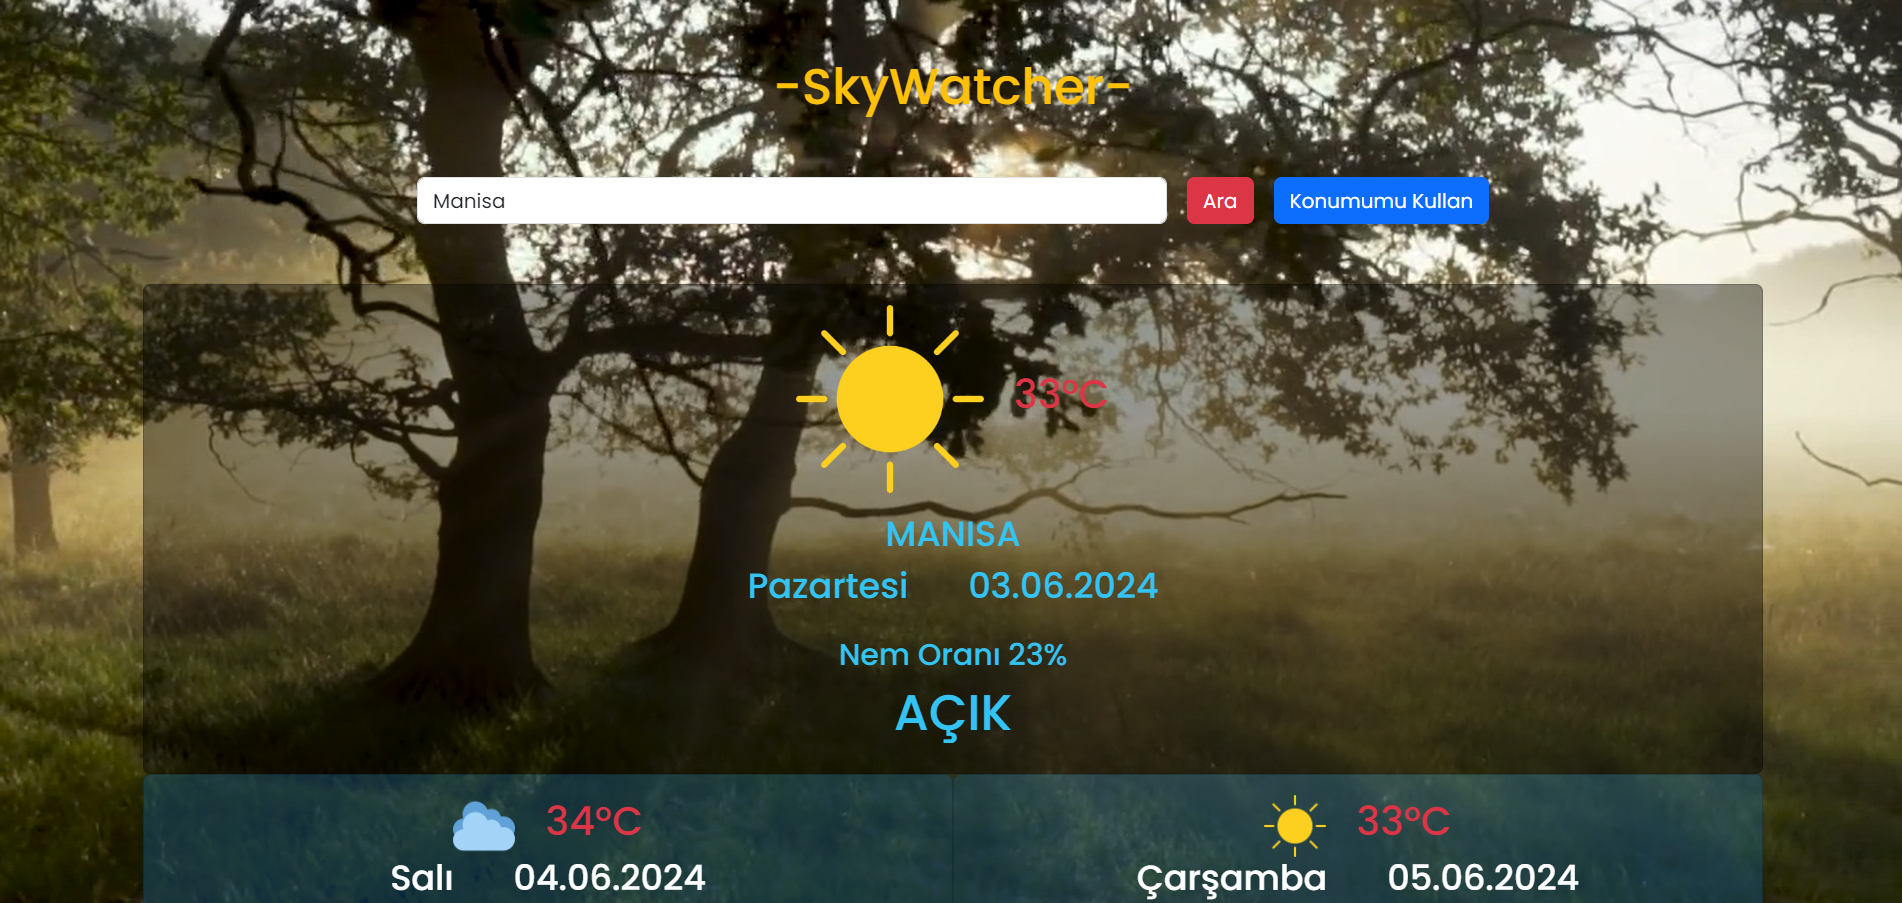 -SkyWatcher-
Manisa Ara Konumumu Kullan
33°C
MANISA
Pazartesi 03.06.2024
Nem Oranı 23%
AÇIK
34°C
Salı 04.06.2024
33°C
Çarşamba 05.06.2024